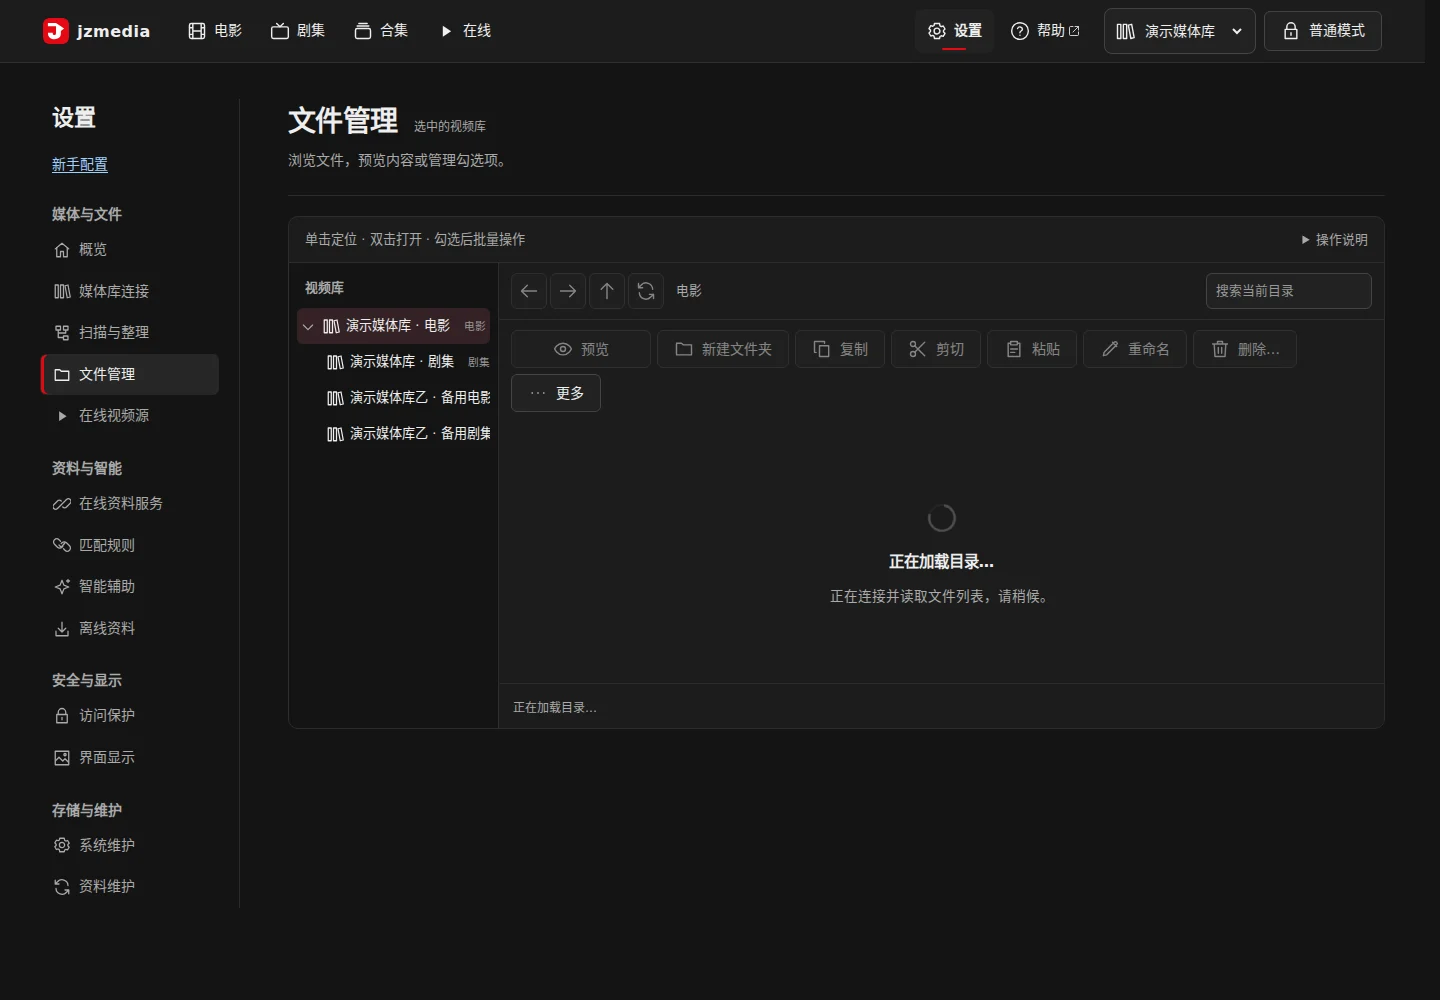 jzmedia 电影 剧集 合集 在线 设置 帮助 演示媒体库 普通模式
设置
新手配置
媒体与文件
概览
媒体库连接
扫描与整理
文件管理
在线视频源
资料与智能
在线资料服务
匹配规则
智能辅助
离线资料
安全与显示
访问保护
界面显示
存储与维护
系统维护
资料维护
文件管理 选中的视频库
浏览文件，预览内容或管理勾选项。
单击定位 · 双击打开 · 勾选后批量操作 操作说明
视频库
演示媒体库 · 电影 电影
演示媒体库 · 剧集 剧集
演示媒体库乙 · 备用电影
演示媒体库乙 · 备用剧集
电影 搜索当前目录
预览 新建文件夹 复制 剪切 粘贴 重命名 删除...
··· 更多
正在加载目录...
正在连接并读取文件列表，请稍候。
正在加载目录...